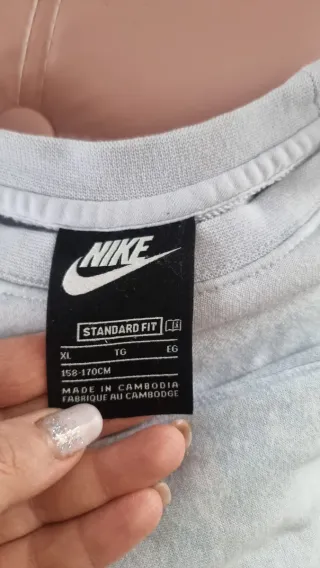 NIKE
STANDARD FIT
XL TG EG
158-170CM
MADE IN CAMBODIA
FABRIQUE AU CAMBODGE